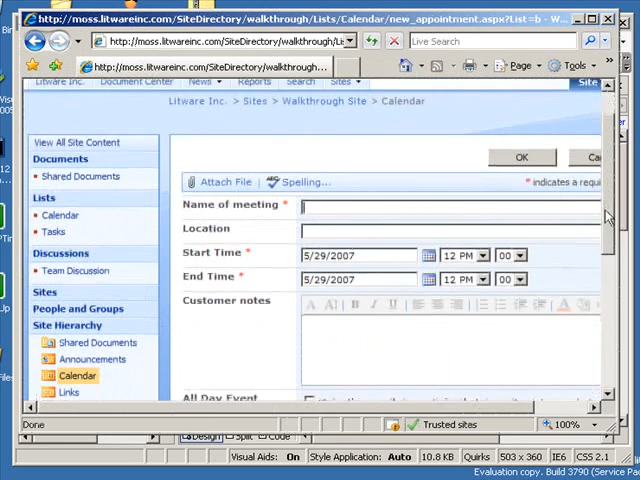 http://moss.litwareinc.com/SiteDirectory/walkthrough/Lists/Calendar/new_appointment.aspx?List=b - W...
http://moss.litwareinc.com/SiteDirectory/walkthrough/Li
Live Search
http://moss.litwareinc.com/SiteDirectory/walkthrough...
Page
Tools
Litware Inc.
Document Center
News
Reports
Search
Sites
Site
Litware Inc. > Sites > Walkthrough Site > Calendar
View All Site Content
Documents
Shared Documents
Lists
Calendar
Tasks
Discussions
Team Discussion
Sites
People and Groups
Site Hierarchy
Shared Documents
Announcements
Calendar
Links
OK
Can
Attach File
Spelling...
* indicates a requi
Name of meeting *
Location
Start Time *
5/29/2007
12 PM
00
End Time *
5/29/2007
12 PM
00
Customer notes
A A B I U
All Day Event
Done
Trusted sites
100%
Design
Split
Code
Visual Aids: On
Style Application: Auto
10.8 KB
Quirks
503 x 360
IE6
CSS 2.1
Evaluation copy. Build 3790 (Service Pac